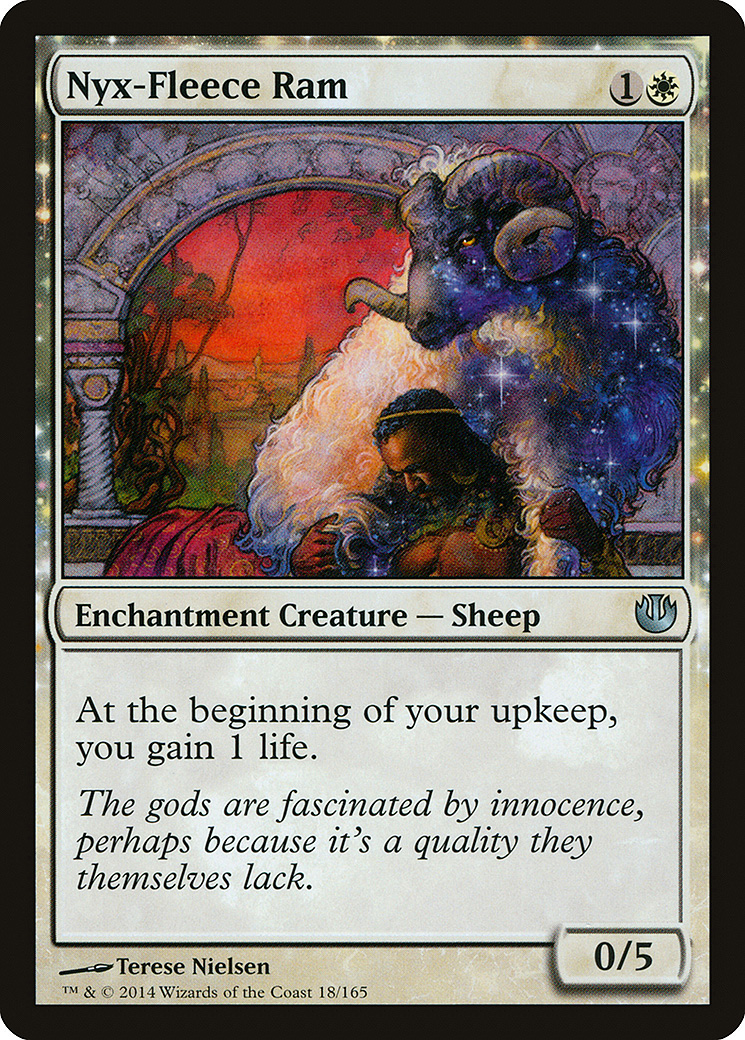 Nyx-Fleece Ram 1
Enchantment Creature — Sheep
At the beginning of your upkeep,
you gain 1 life.
The gods are fascinated by innocence,
perhaps because it's a quality they
themselves lack.
0/5
Terese Nielsen
™ & © 2014 Wizards of the Coast 18/165